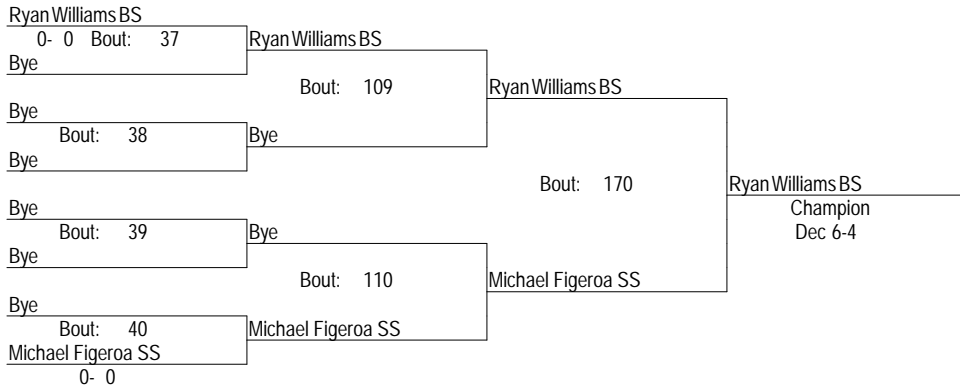 Ryan Williams BS
0- 0 Bout: 37
Ryan Williams BS
Bye
Bout: 109
Ryan Williams BS
Bye
Bout: 38
Bye
Bye
Bout: 170
Ryan Williams BS
Champion
Dec 6-4
Bye
Bout: 39
Bye
Bye
Bout: 110
Michael Figeroa SS
Bye
Bout: 40
Michael Figeroa SS
Michael Figeroa SS
0- 0